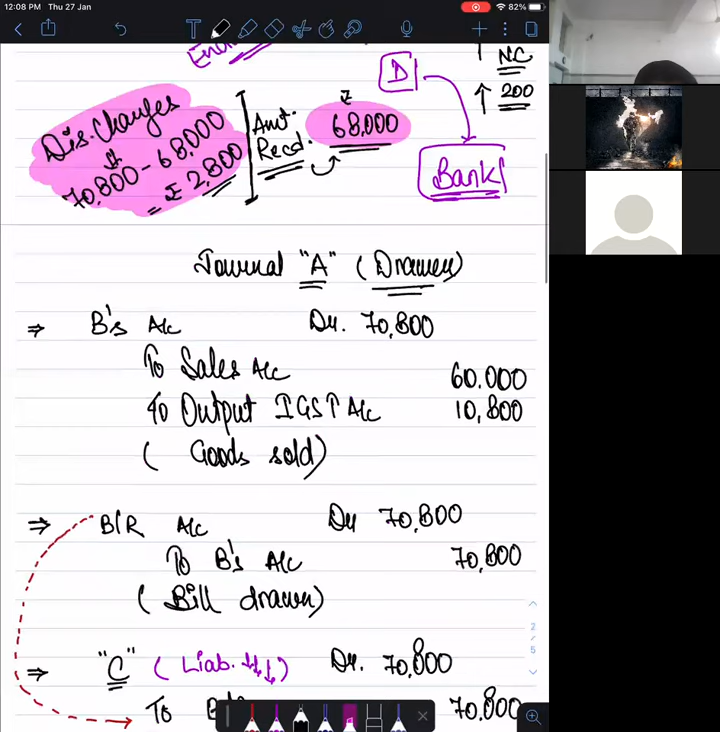 12:08 PM Thu 27 Jan
82%
NC
D
200
Dis. Charges
70,800 - 68,000
= ₹ 2,800
Amt.
Recd.
₹
68,000
Bank
Journal "A" (Drawer)
⇒ B's A/c Dr. 70,800
To Sales A/c 60,000
To Output IGST A/c 10,800
( Goods sold)
⇒ B/R A/c Dr 70,800
To B's A/c 70,800
( Bill drawn)
2
/
5
⇒ "C" ( Liab. ↓↓↓) Dr. 70,800
To 70,800